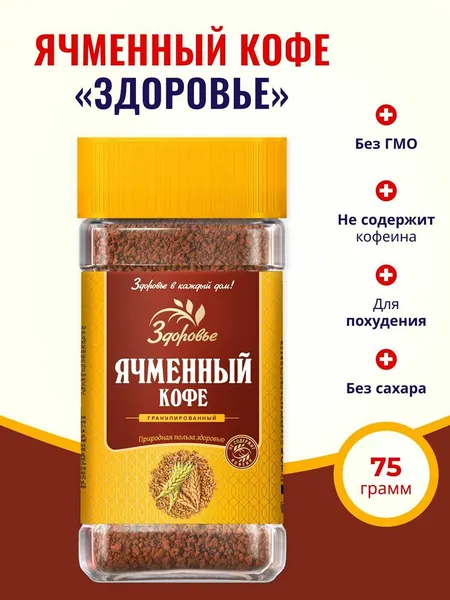 ЯЧМЕННЫЙ КОФЕ
«ЗДОРОВЬЕ»
Без ГМО
Не содержит
кофеина
Для
похудения
Без сахара
75
грамм
Здоровье в каждый дом!
Здоровье
ЯЧМЕННЫЙ
КОФЕ
ГРАНУЛИРОВАННЫЙ
Природная польза здоровью